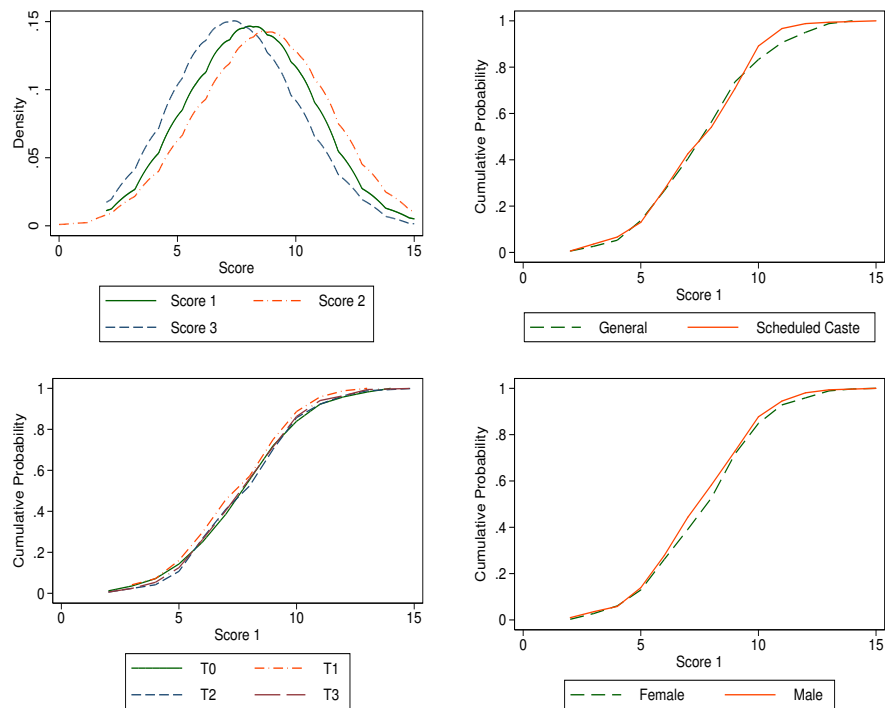 Density
0 .05 .1 .15
0 5 10 15
Score
Score 1 Score 2
Score 3
Cumulative Probability
0 .2 .4 .6 .8 1
0 5 10 15
Score 1
General Scheduled Caste
Cumulative Probability
0 .2 .4 .6 .8 1
0 5 10 15
Score 1
T0 T1
T2 T3
Cumulative Probability
0 .2 .4 .6 .8 1
0 5 10 15
Score 1
Female Male